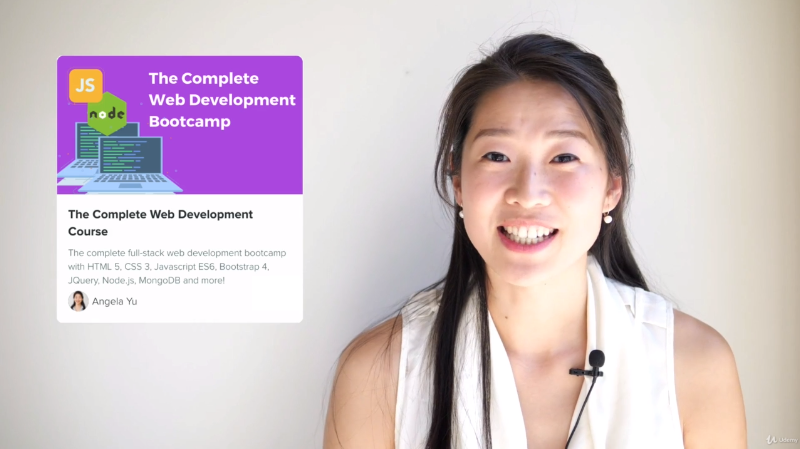 JS
node
The Complete
Web Development
Bootcamp
The Complete Web Development
Course
The complete full-stack web development bootcamp
with HTML 5, CSS 3, Javascript ES6, Bootstrap 4,
JQuery, Node.js, MongoDB and more!
Angela Yu
Udemy